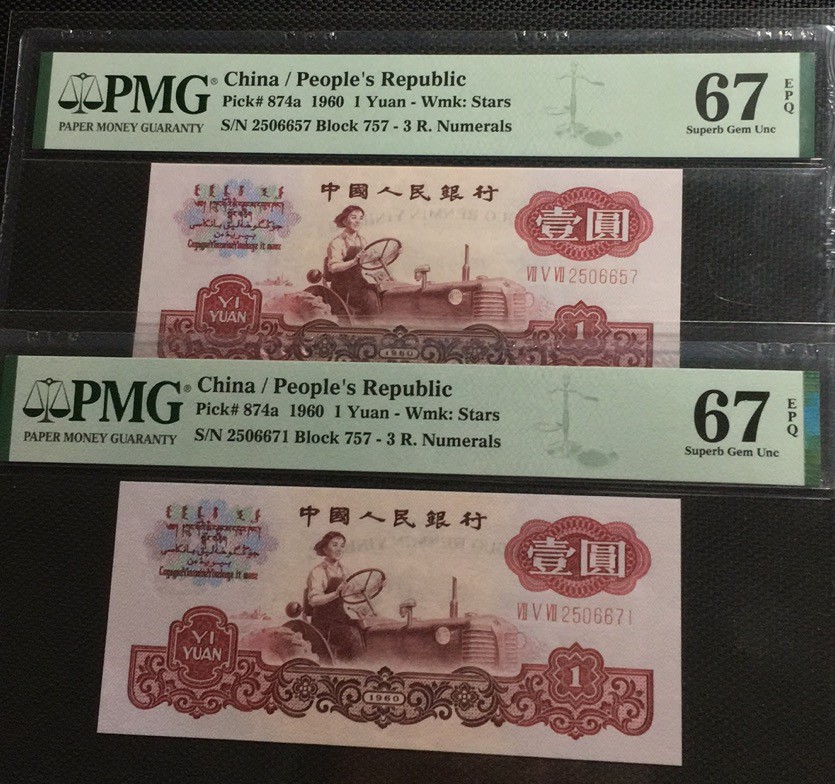 PMG®
PAPER MONEY GUARANTY
China / People's Republic
Pick# 874a 1960 1 Yuan - Wmk: Stars
S/N 2506657 Block 757 - 3 R. Numerals
67
EPQ
Superb Gem Unc
中國人民銀行
壹圓
Ⅶ Ⅴ Ⅶ 2506657
YI
YUAN
1
1960
PMG®
PAPER MONEY GUARANTY
China / People's Republic
Pick# 874a 1960 1 Yuan - Wmk: Stars
S/N 2506671 Block 757 - 3 R. Numerals
67
EPQ
Superb Gem Unc
中國人民銀行
壹圓
Ⅶ Ⅴ Ⅶ 2506671
YI
YUAN
1
1960